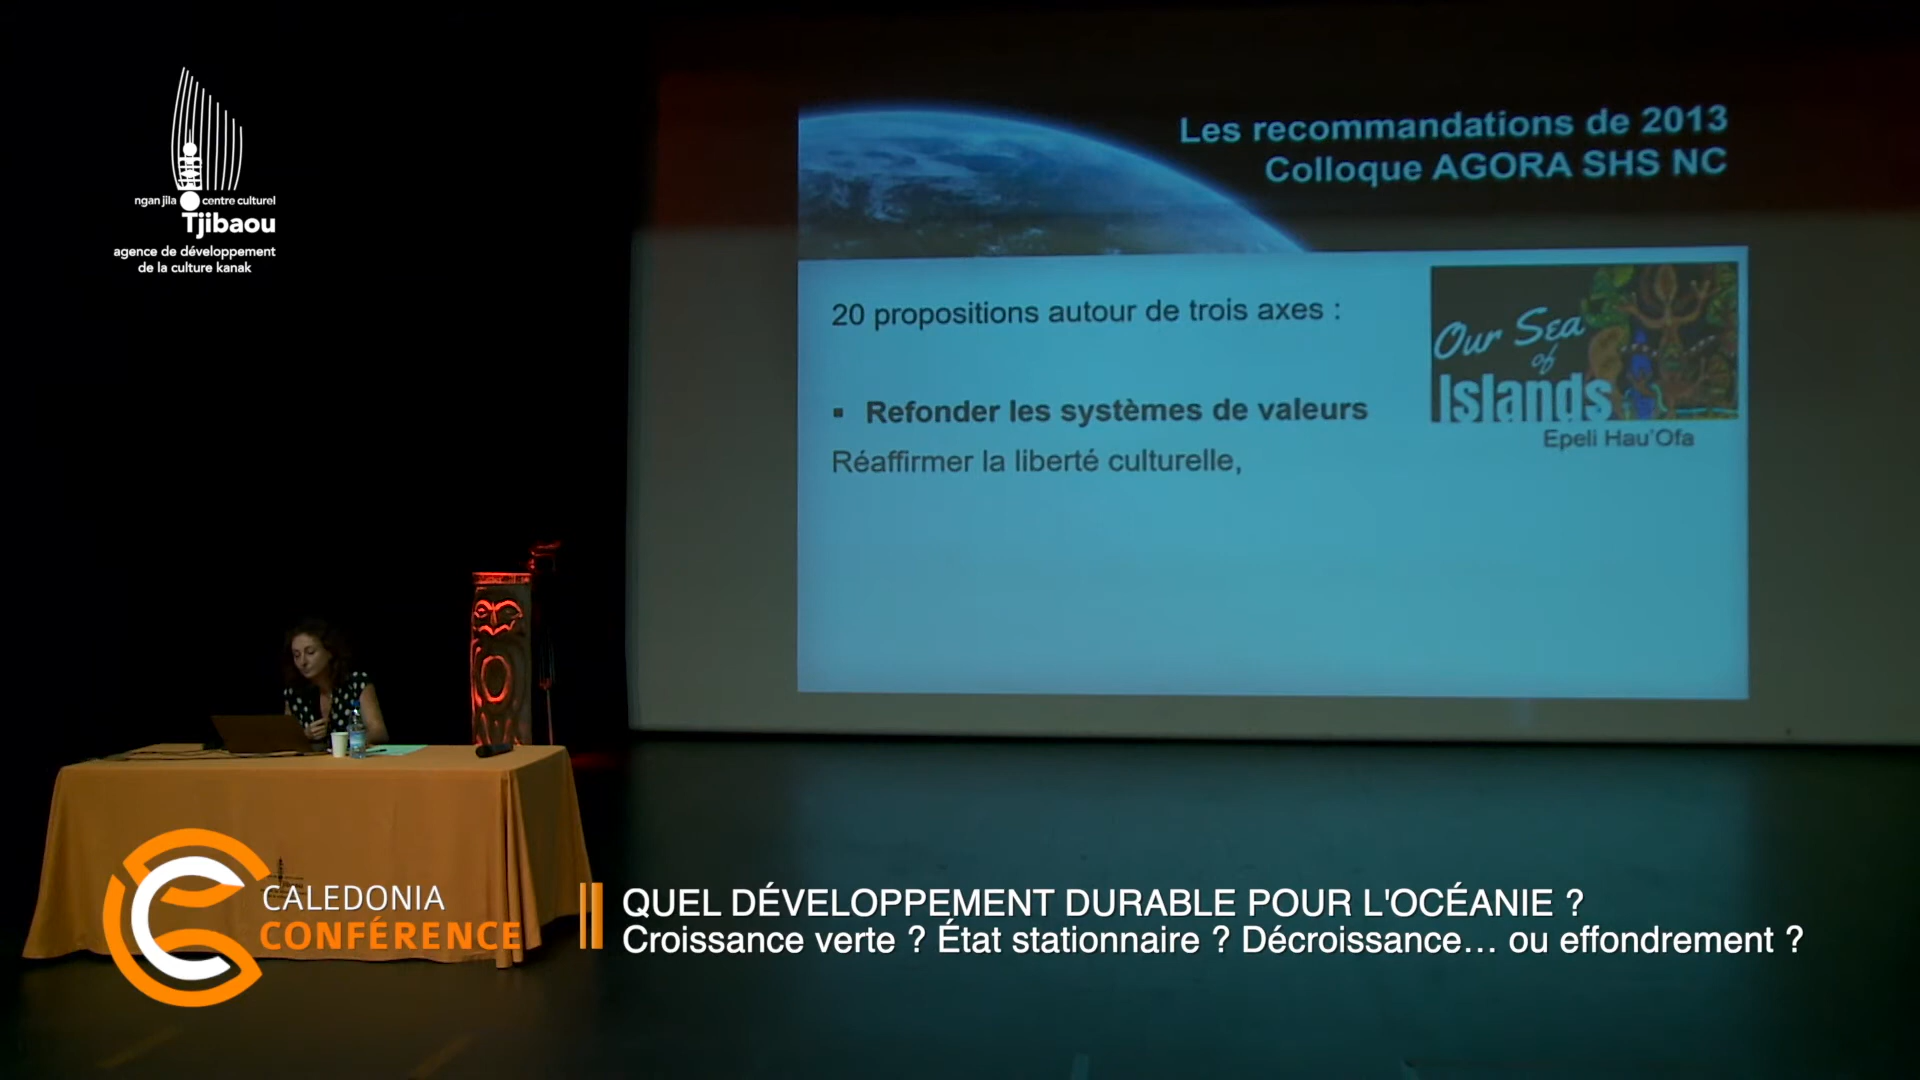 ngan jila centre culturel
Tjibaou
agence de développement
de la culture kanak
Les recommandations de 2013
Colloque AGORA SHS NC
20 propositions autour de trois axes :
▪ Refonder les systèmes de valeurs
Réaffirmer la liberté culturelle,
Our Sea
of
Islands
Epeli Hau'Ofa
CALEDONIA
CONFÉRENCE
QUEL DÉVELOPPEMENT DURABLE POUR L'OCÉANIE ?
Croissance verte ? État stationnaire ? Décroissance... ou effondrement ?